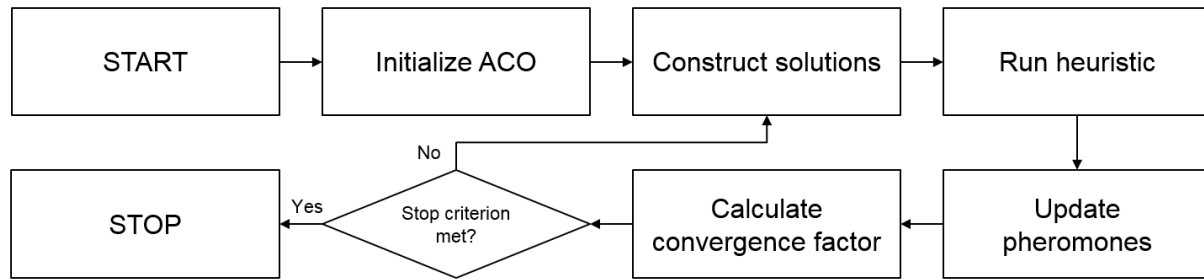 START
Initialize ACO
Construct solutions
Run heuristic
No
Yes
STOP
Stop criterion
met?
Calculate
convergence factor
Update
pheromones